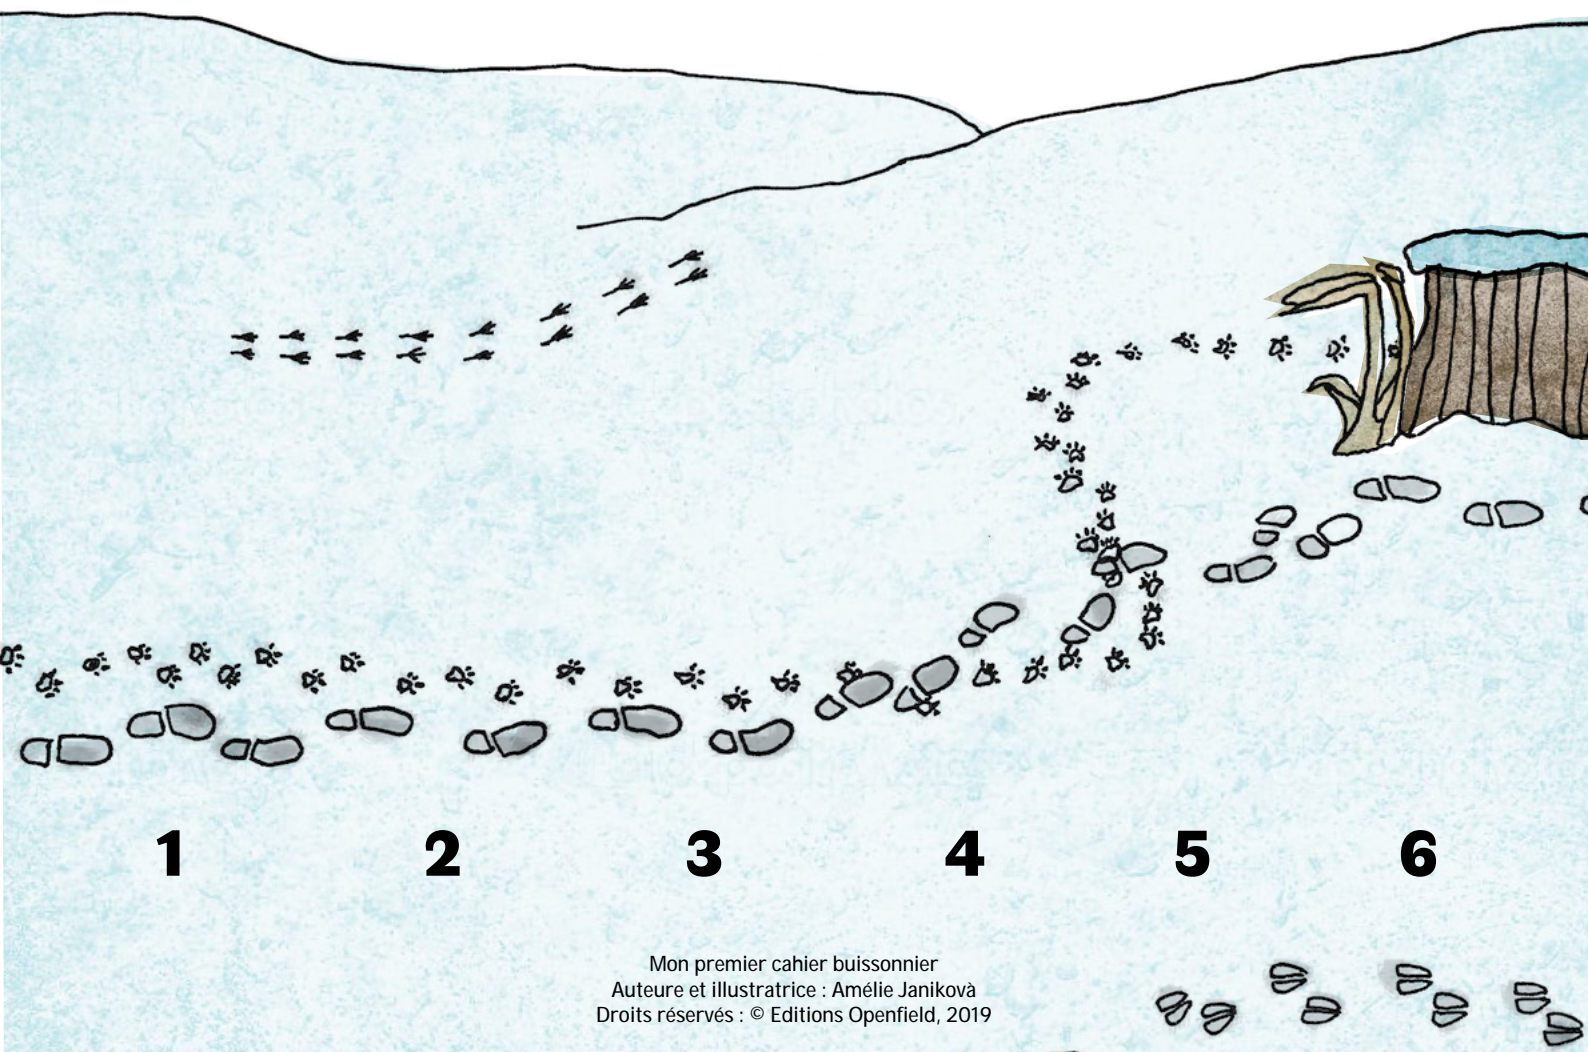 1 2 3 4 5 6
Mon premier cahier buissonnier
Auteure et illustratrice : Amélie Janikovà
Droits réservés : © Editions Openfield, 2019